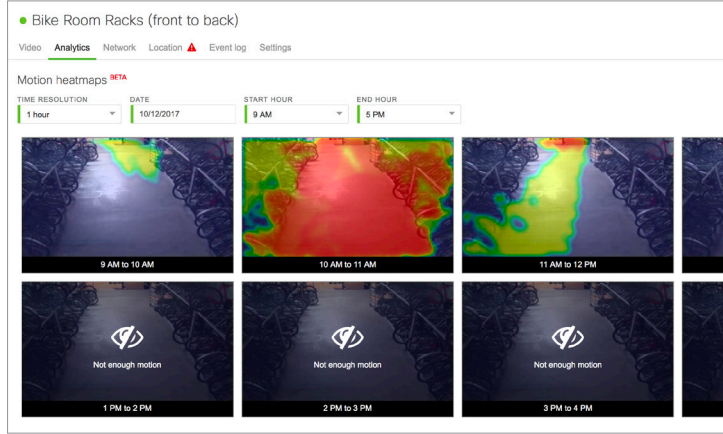 Bike Room Racks (front to back)
Video Analytics Network Location Event log Settings
Motion heatmaps BETA
TIME RESOLUTION DATE START HOUR END HOUR
1 hour 10/12/2017 9 AM 5 PM
9 AM to 10 AM 10 AM to 11 AM 11 AM to 12 PM
Not enough motion Not enough motion Not enough motion
1 PM to 2 PM 2 PM to 3 PM 3 PM to 4 PM